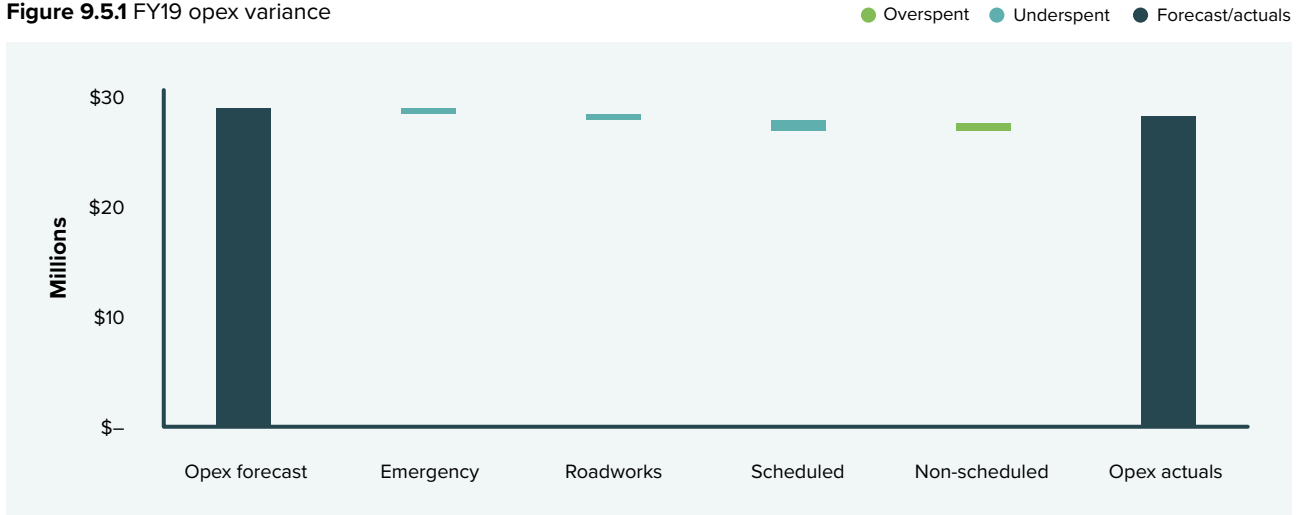 Figure 9.5.1 FY19 opex variance
Overspent Underspent Forecast/actuals
$30
$20
$10
$–
Millions
Opex forecast Emergency Roadworks Scheduled Non-scheduled Opex actuals